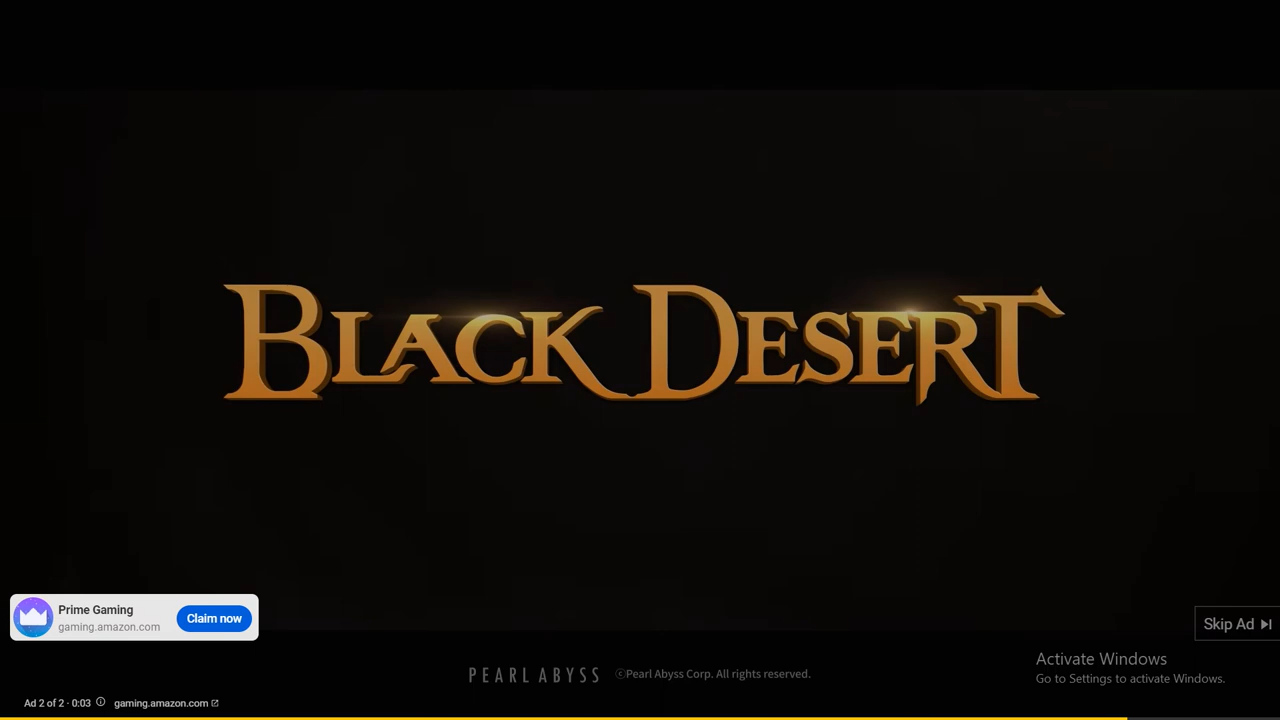 BLACK DESERT
Prime Gaming
gaming.amazon.com
Claim now
Skip Ad
Activate Windows
Go to Settings to activate Windows.
PEARL ABYSS ©Pearl Abyss Corp. All rights reserved.
Ad 2 of 2 · 0:03 gaming.amazon.com